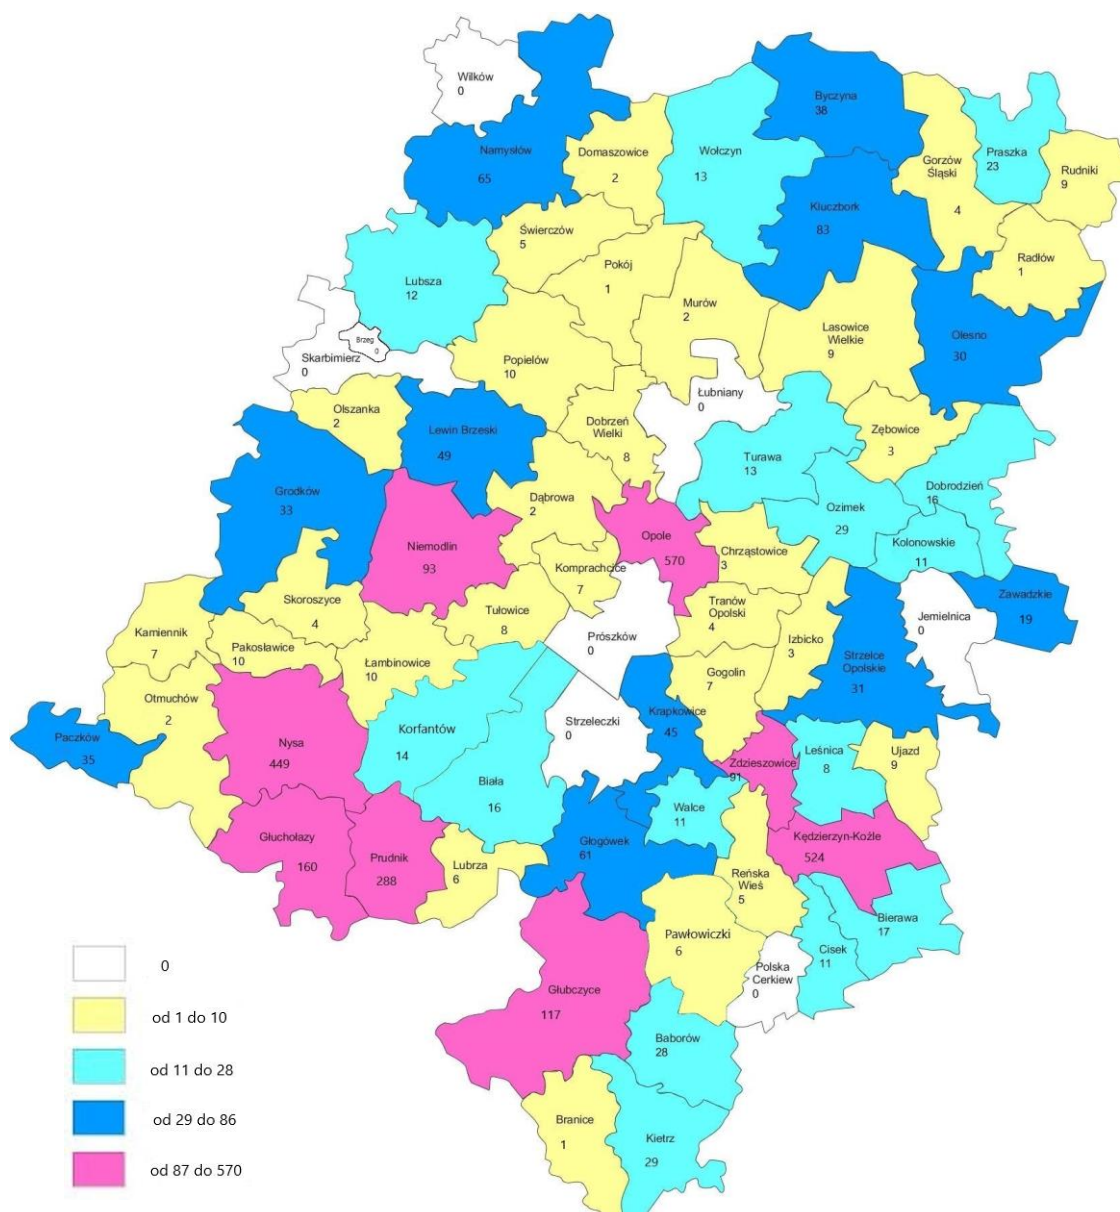 Wilków
0
Namysłów
65
Domaszowice
2
Wołczyn
13
Byczyna
38
Gorzów
Śląski
4
Praszka
23
Rudniki
9
Kluczbork
83
Świerczów
5
Pokój
1
Radłów
1
Lubsza
12
Murów
2
Lasowice
Wielkie
9
Olesno
30
Brzeg
0
Skarbimierz
0
Popielów
10
Łubniany
0
Olszanka
2
Lewin Brzeski
49
Dobrzeń
Wielki
8
Zębowice
3
Turawa
13
Dobrodzień
16
Grodków
33
Dąbrowa
2
Ozimek
29
Opole
570
Kolonowskie
11
Niemodlin
93
Chrząstowice
3
Komprachcice
7
Skoroszyce
4
Tułowice
8
Tranów
Opolski
4
Zawadzkie
19
Jemielnica
0
Kamiennik
7
Pakosławice
10
Prószków
0
Izbicko
3
Strzelce
Opolskie
31
Łambinowice
10
Gogolin
7
Otmuchów
2
Krapkowice
45
Paczków
35
Nysa
449
Korfantów
14
Strzeleczki
0
Zdzieszowice
91
Leśnica
8
Ujazd
9
Biała
16
Walce
11
Głuchołazy
160
Prudnik
288
Lubrza
6
Głogówek
61
Kędzierzyn-Koźle
524
Reńska
Wieś
5
Bierawa
17
Pawłowiczki
6
Cisek
11
Polska
Cerkiew
0
Głubczyce
117
Baborów
28
Branice
1
Kietrz
29
0
od 1 do 10
od 11 do 28
od 29 do 86
od 87 do 570